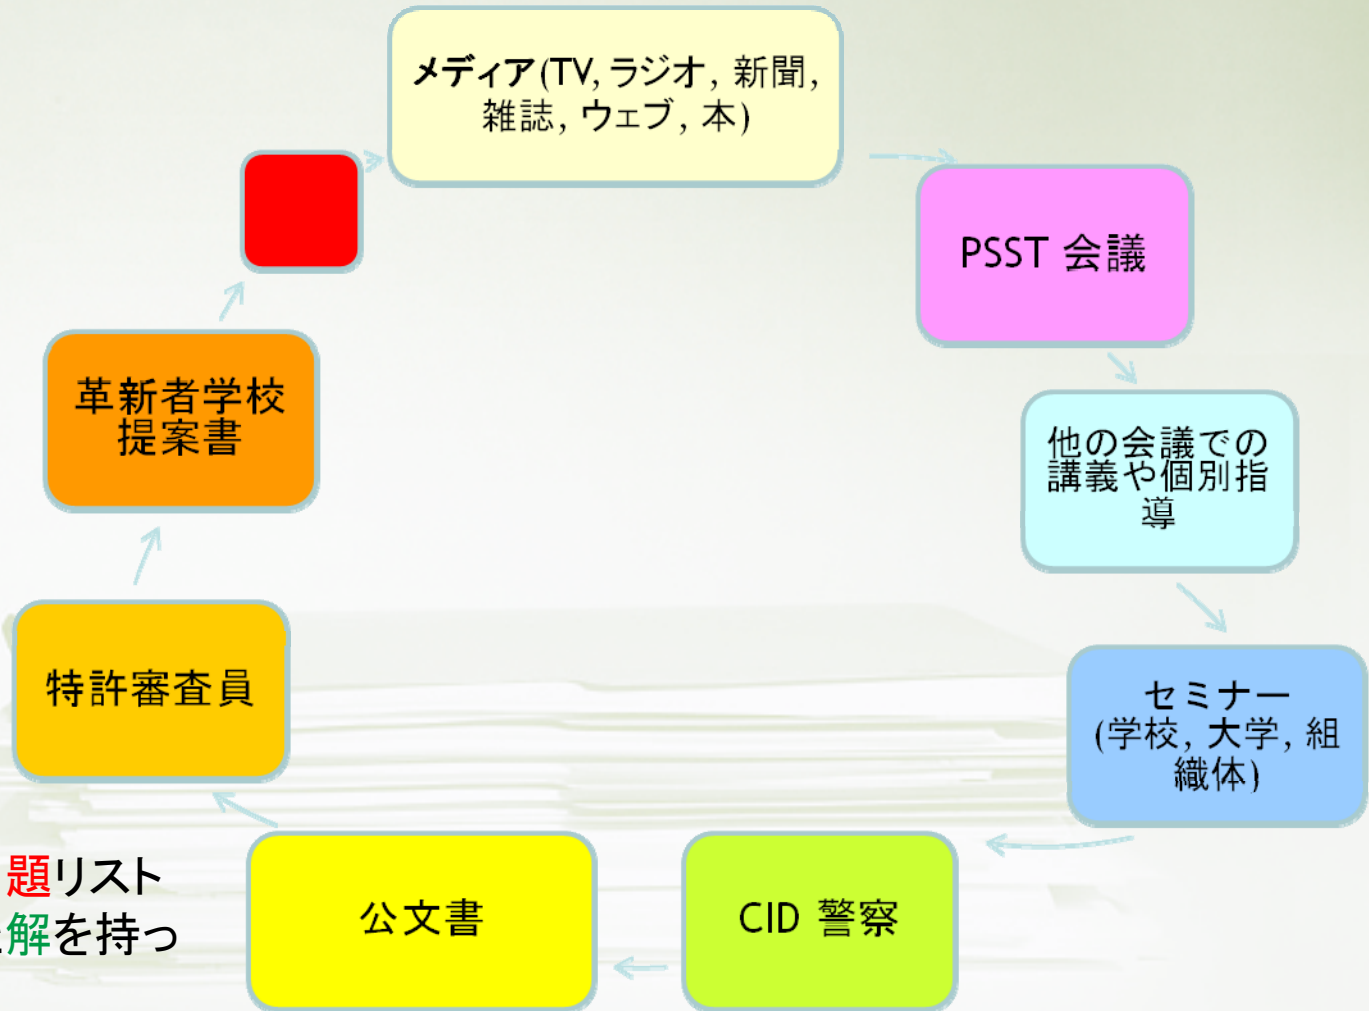 メディア(TV, ラジオ, 新聞,
雑誌, ウェブ, 本)
PSST 会議
他の会議での
講義や個別指
導
セミナー
(学校, 大学, 組
織体)
CID 警察
公文書
特許審査員
革新者学校
提案書
題リスト
解を持っ